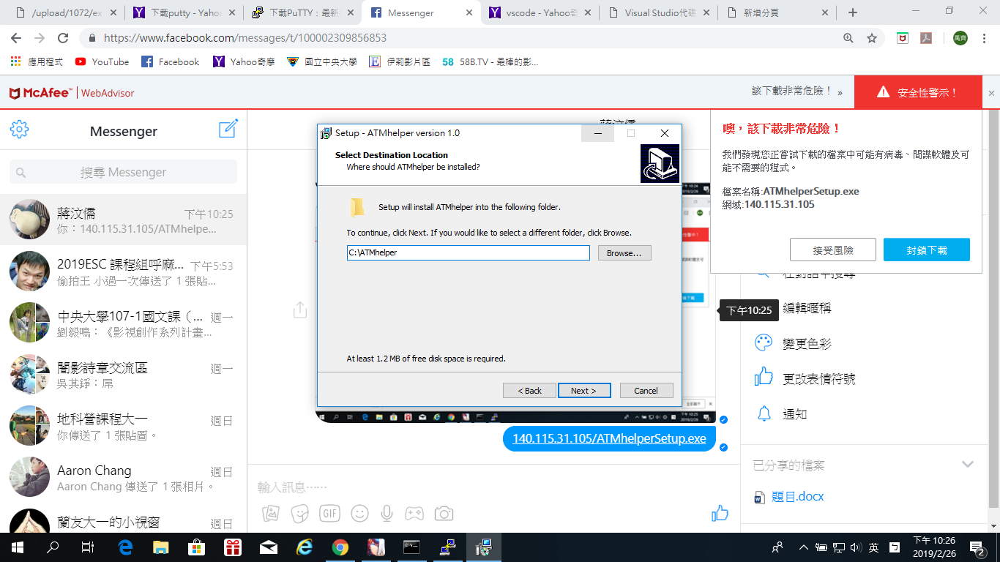 /upload/1072/ex
下載putty - Yahoo
下載PuTTY：最新
Messenger
vscode - Yahoo奇
Visual Studio代碼
新增分頁
https://www.facebook.com/messages/t/100002309856853
禹齊
應用程式
YouTube
Facebook
Yahoo奇摩
國立中央大學
伊莉影片區
58 58B.TV - 最棒的影...
McAfee™ | WebAdvisor
該下載非常危險！ »
安全性警示！
Messenger
搜尋 Messenger
蔣汶儒
下午10:25
你：140.115.31.105/ATMhelpe...
2019ESC 課程組呼麻...
下午5:53
偷拍王 小過一次傳送了 1 張貼...
中央大學107-1國文課（...
週一
劉毅鳴：《影視創作系列計畫...
闇影詩章交流區
週一
吳其錚：屌
地科營課程大一
週日
你傳送了 1 張貼圖。
Aaron Chang
週日
Aaron Chang 傳送了 1 張相片。
蘭友大一的小視窗
週日
Setup - ATMhelper version 1.0
Select Destination Location
Where should ATMhelper be installed?
Setup will install ATMhelper into the following folder.
To continue, click Next. If you would like to select a different folder, click Browse.
C:\ATMhelper
Browse...
At least 1.2 MB of free disk space is required.
< Back
Next >
Cancel
噢，該下載非常危險！
我們發現您正嘗試下載的檔案中可能有病毒、間諜軟體及可
能不需要的程式。
檔案名稱:ATMhelperSetup.exe
網域:140.115.31.105
接受風險
封鎖下載
下午10:25
在對話中搜尋
編輯暱稱
變更色彩
更改表情符號
通知
140.115.31.105/ATMhelperSetup.exe
已分享的檔案
題目.docx
輸入訊息……
GIF
英
下午 10:26
2019/2/26
2